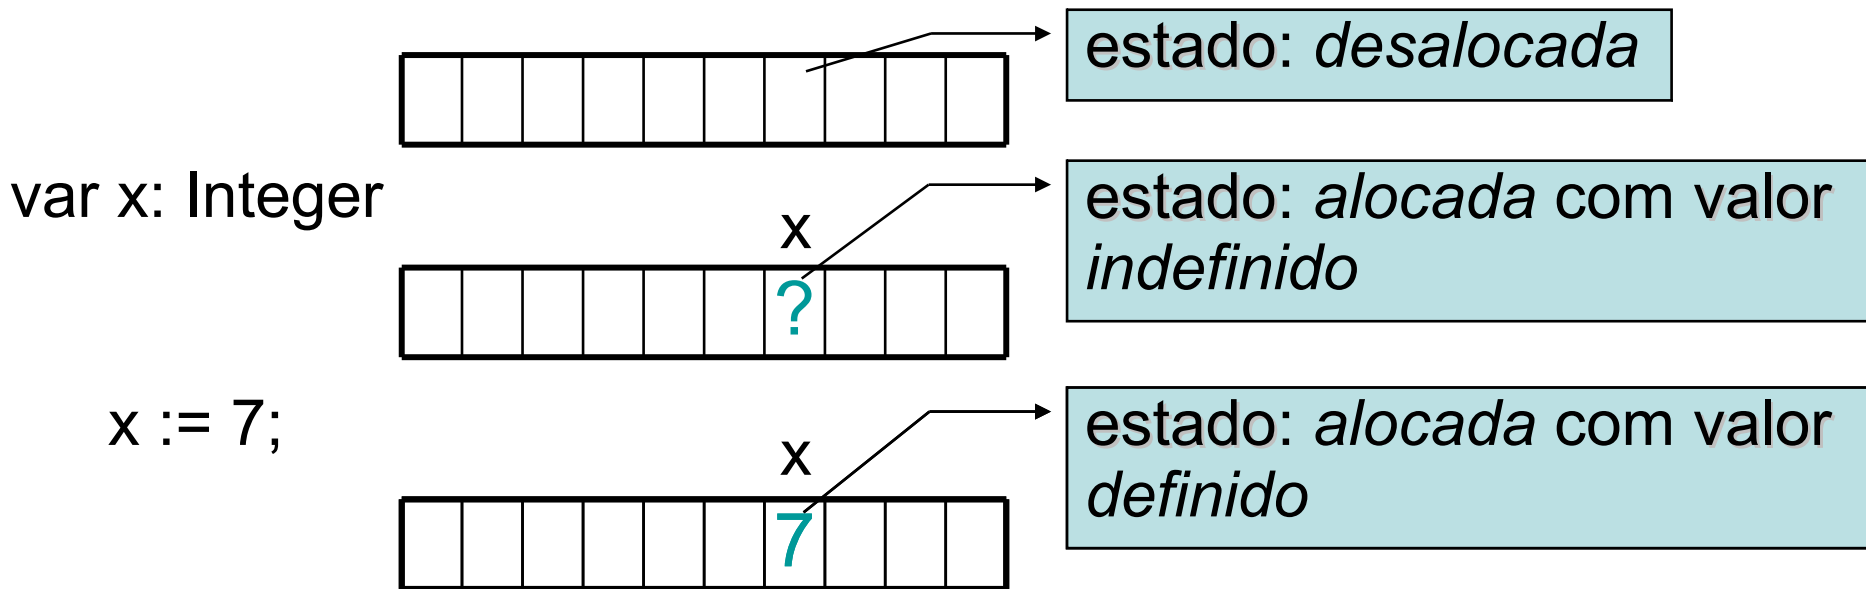 estado: desalocada
var x: Integer
x
estado: alocada com valor
indefinido
?
x := 7;
x
estado: alocada com valor
definido
7